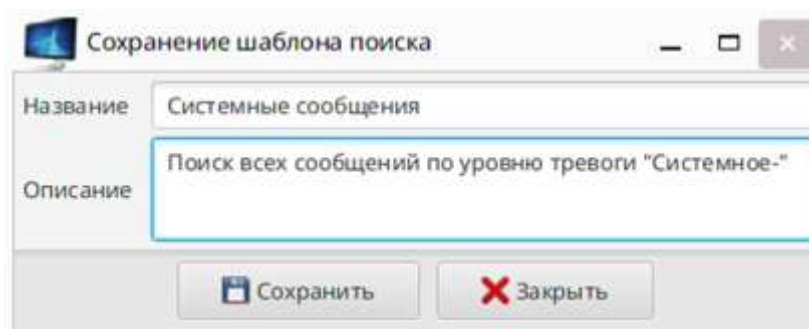 Сохранение шаблона поиска
Название Системные сообщения
Описание Поиск всех сообщений по уровню тревоги "Системное-"
Сохранить Закрыть